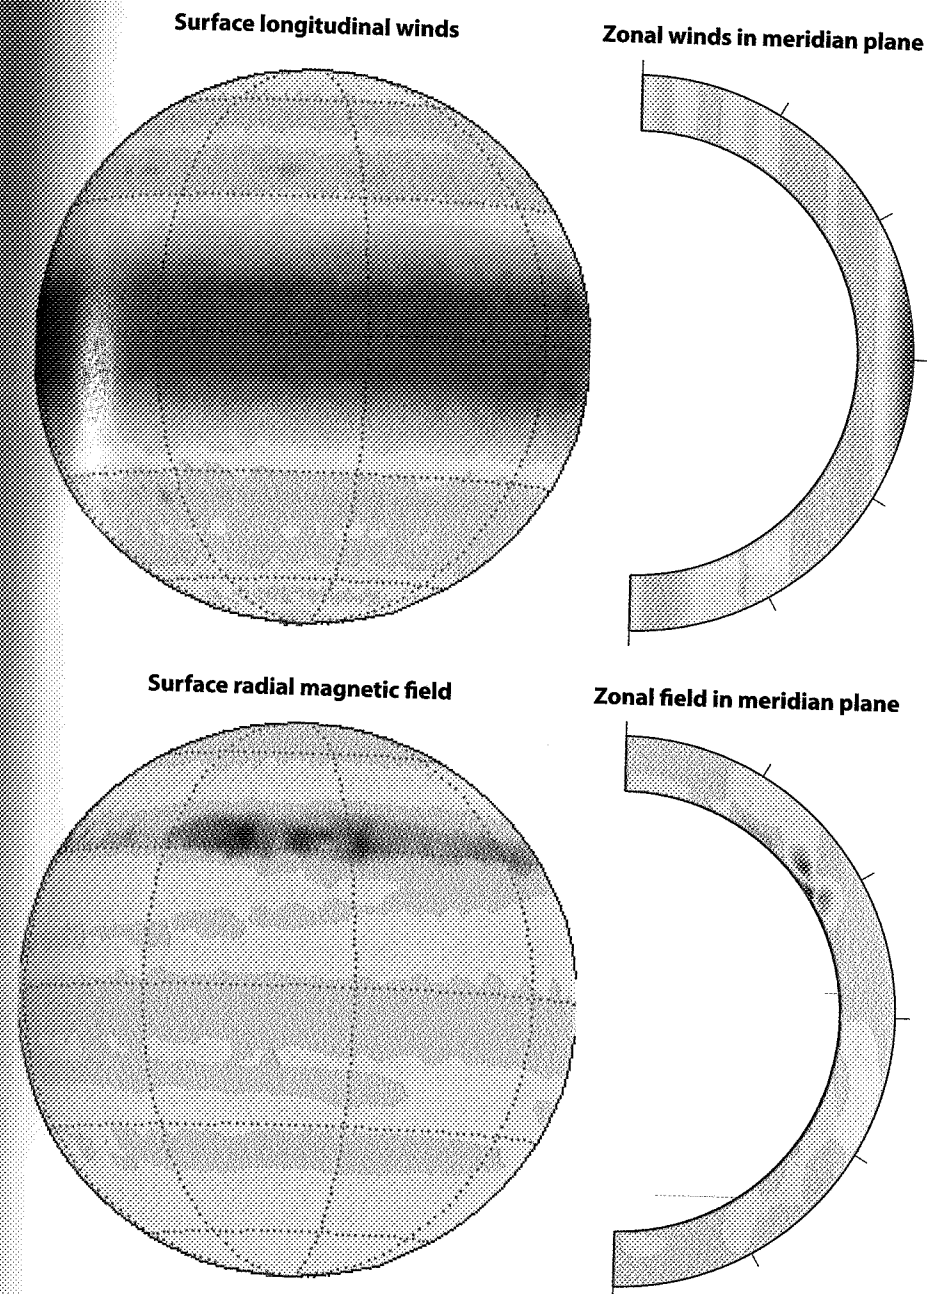 Surface longitudinal winds
Zonal winds in meridian plane
Surface radial magnetic field
Zonal field in meridian plane